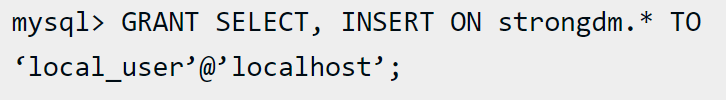 mysql> GRANT SELECT, INSERT ON strongdm.* TO
‘local_user’@’localhost’;